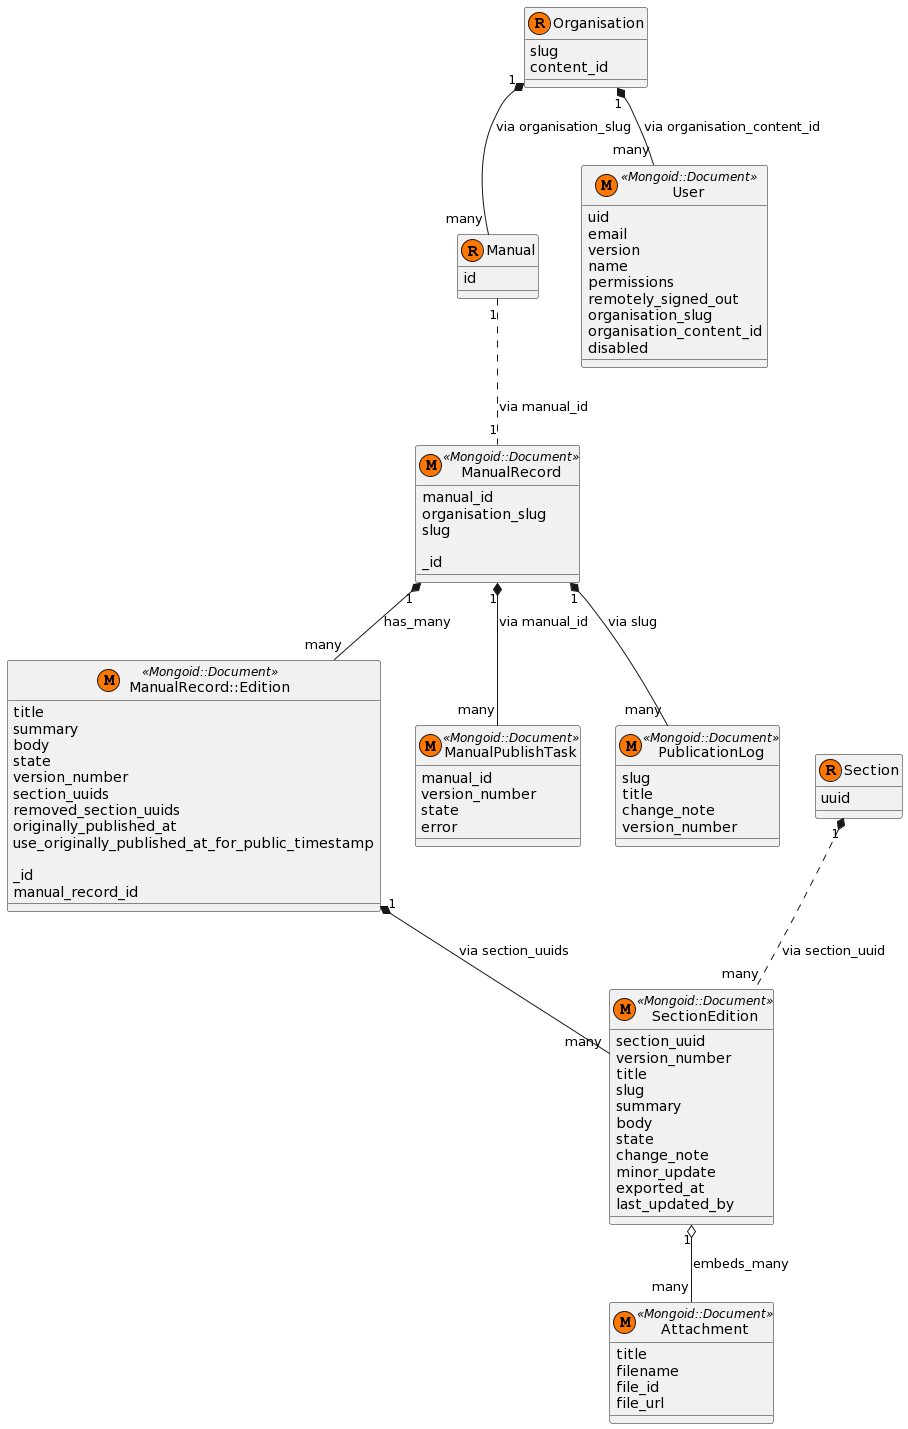 R Organisation
slug
content_id
1
1
via organisation_slug
via organisation_content_id
many
many
R Manual
id
M «Mongoid::Document»
User
uid
email
version
name
permissions
remotely_signed_out
organisation_slug
organisation_content_id
disabled
1
via manual_id
1
M «Mongoid::Document»
ManualRecord
manual_id
organisation_slug
slug
_id
1
1
1
has_many
via manual_id
via slug
many
many
many
M «Mongoid::Document»
ManualRecord::Edition
title
summary
body
state
version_number
section_uuids
removed_section_uuids
originally_published_at
use_originally_published_at_for_public_timestamp
_id
manual_record_id
M «Mongoid::Document»
ManualPublishTask
manual_id
version_number
state
error
M «Mongoid::Document»
PublicationLog
slug
title
change_note
version_number
R Section
uuid
1
1
via section_uuids
via section_uuid
many
many
M «Mongoid::Document»
SectionEdition
section_uuid
version_number
title
slug
summary
body
state
change_note
minor_update
exported_at
last_updated_by
1
embeds_many
many
M «Mongoid::Document»
Attachment
title
filename
file_id
file_url